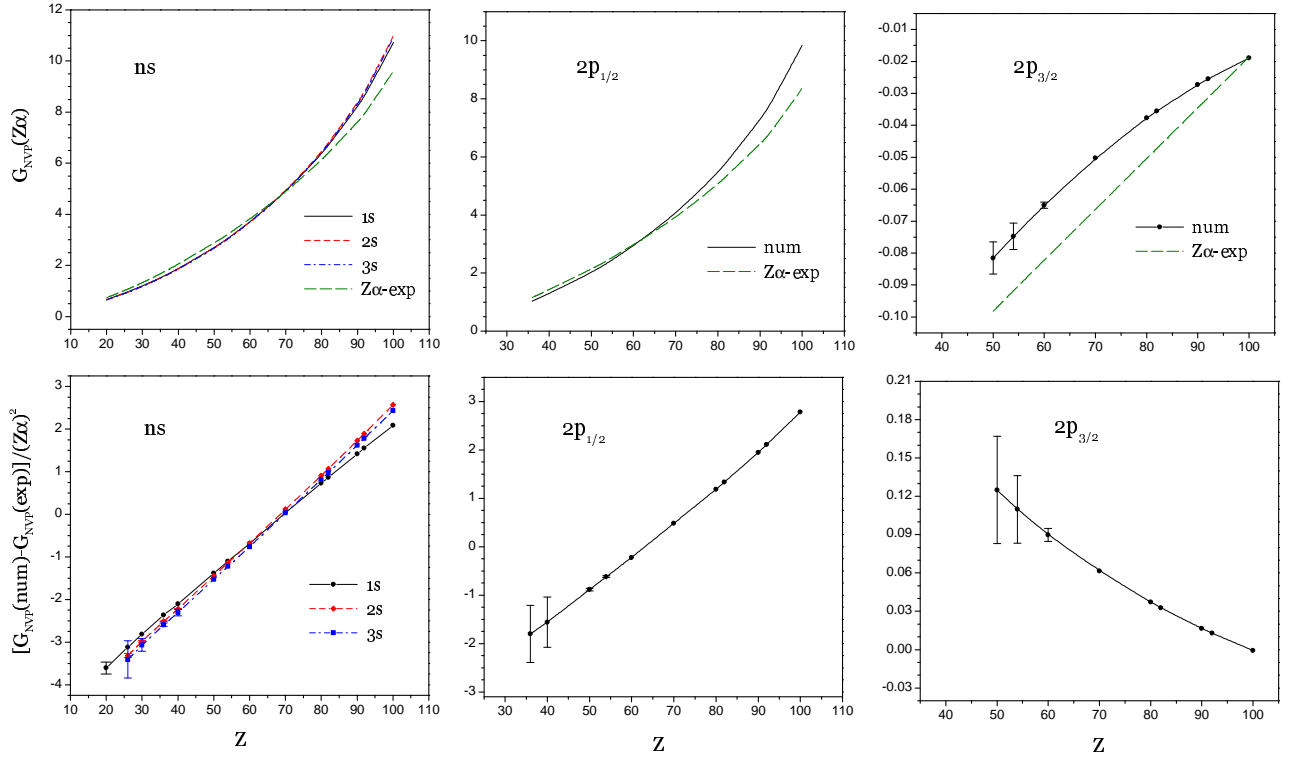 G_NVP(Zα)
12
10
8
6
4
2
0
ns
1s
2s
3s
Zα-exp
10 20 30 40 50 60 70 80 90 100 110
10
8
6
4
2
0
2p_1/2
num
Zα-exp
30 40 50 60 70 80 90 100 110
-0.01
-0.02
-0.03
-0.04
-0.05
-0.06
-0.07
-0.08
-0.09
-0.10
2p_3/2
num
Zα-exp
40 50 60 70 80 90 100
[G_NVP(num)-G_NVP(exp)]/(Zα)^2
3
2
1
0
-1
-2
-3
-4
ns
1s
2s
3s
10 20 30 40 50 60 70 80 90 100 110
Z
3
2
1
0
-1
-2
-3
2p_1/2
30 40 50 60 70 80 90 100 110
Z
0.21
0.18
0.15
0.12
0.09
0.06
0.03
0.00
-0.03
2p_3/2
40 50 60 70 80 90 100
Z